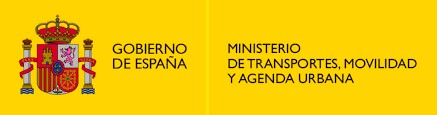 GOBIERNO
DE ESPAÑA
MINISTERIO
DE TRANSPORTES, MOVILIDAD
Y AGENDA URBANA